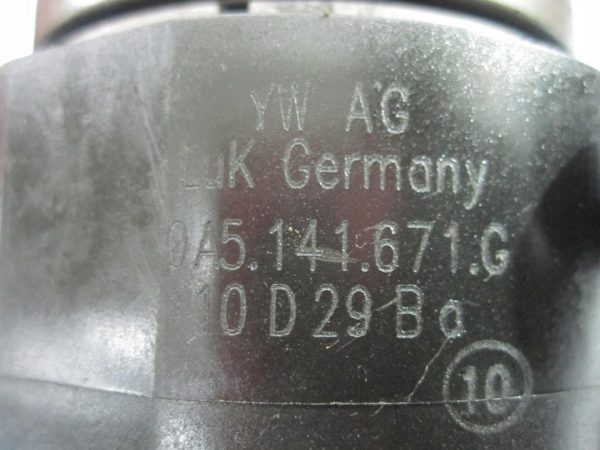 VW AG
LuK Germany
0A5.141.671.G
10 D 29 B a
10